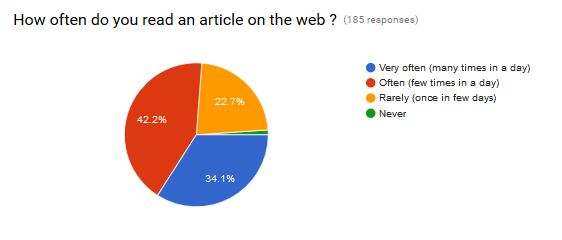 How often do you read an article on the web ? (185 responses)
Very often (many times in a day)
Often (few times in a day)
Rarely (once in few days)
Never
22.7%
42.2%
34.1%